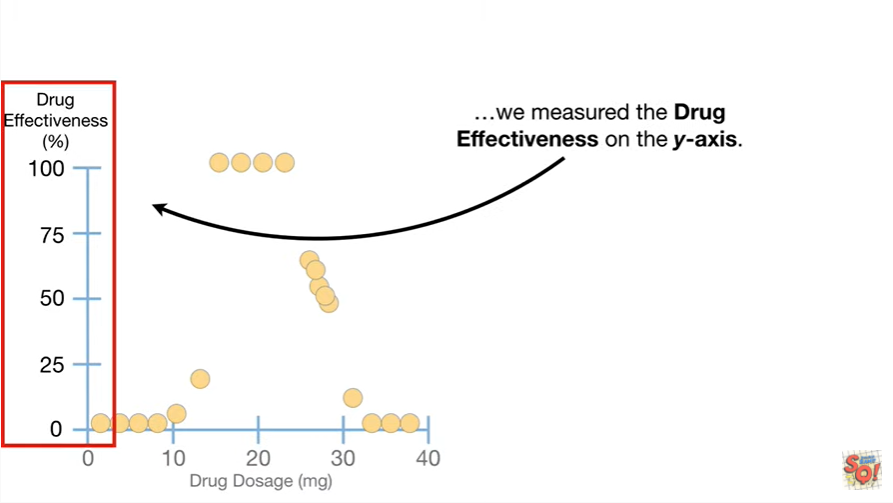 Drug
Effectiveness
(%)
100
75
50
25
0
0 10 20 30 40
Drug Dosage (mg)
…we measured the Drug
Effectiveness on the y-axis.
SQ!